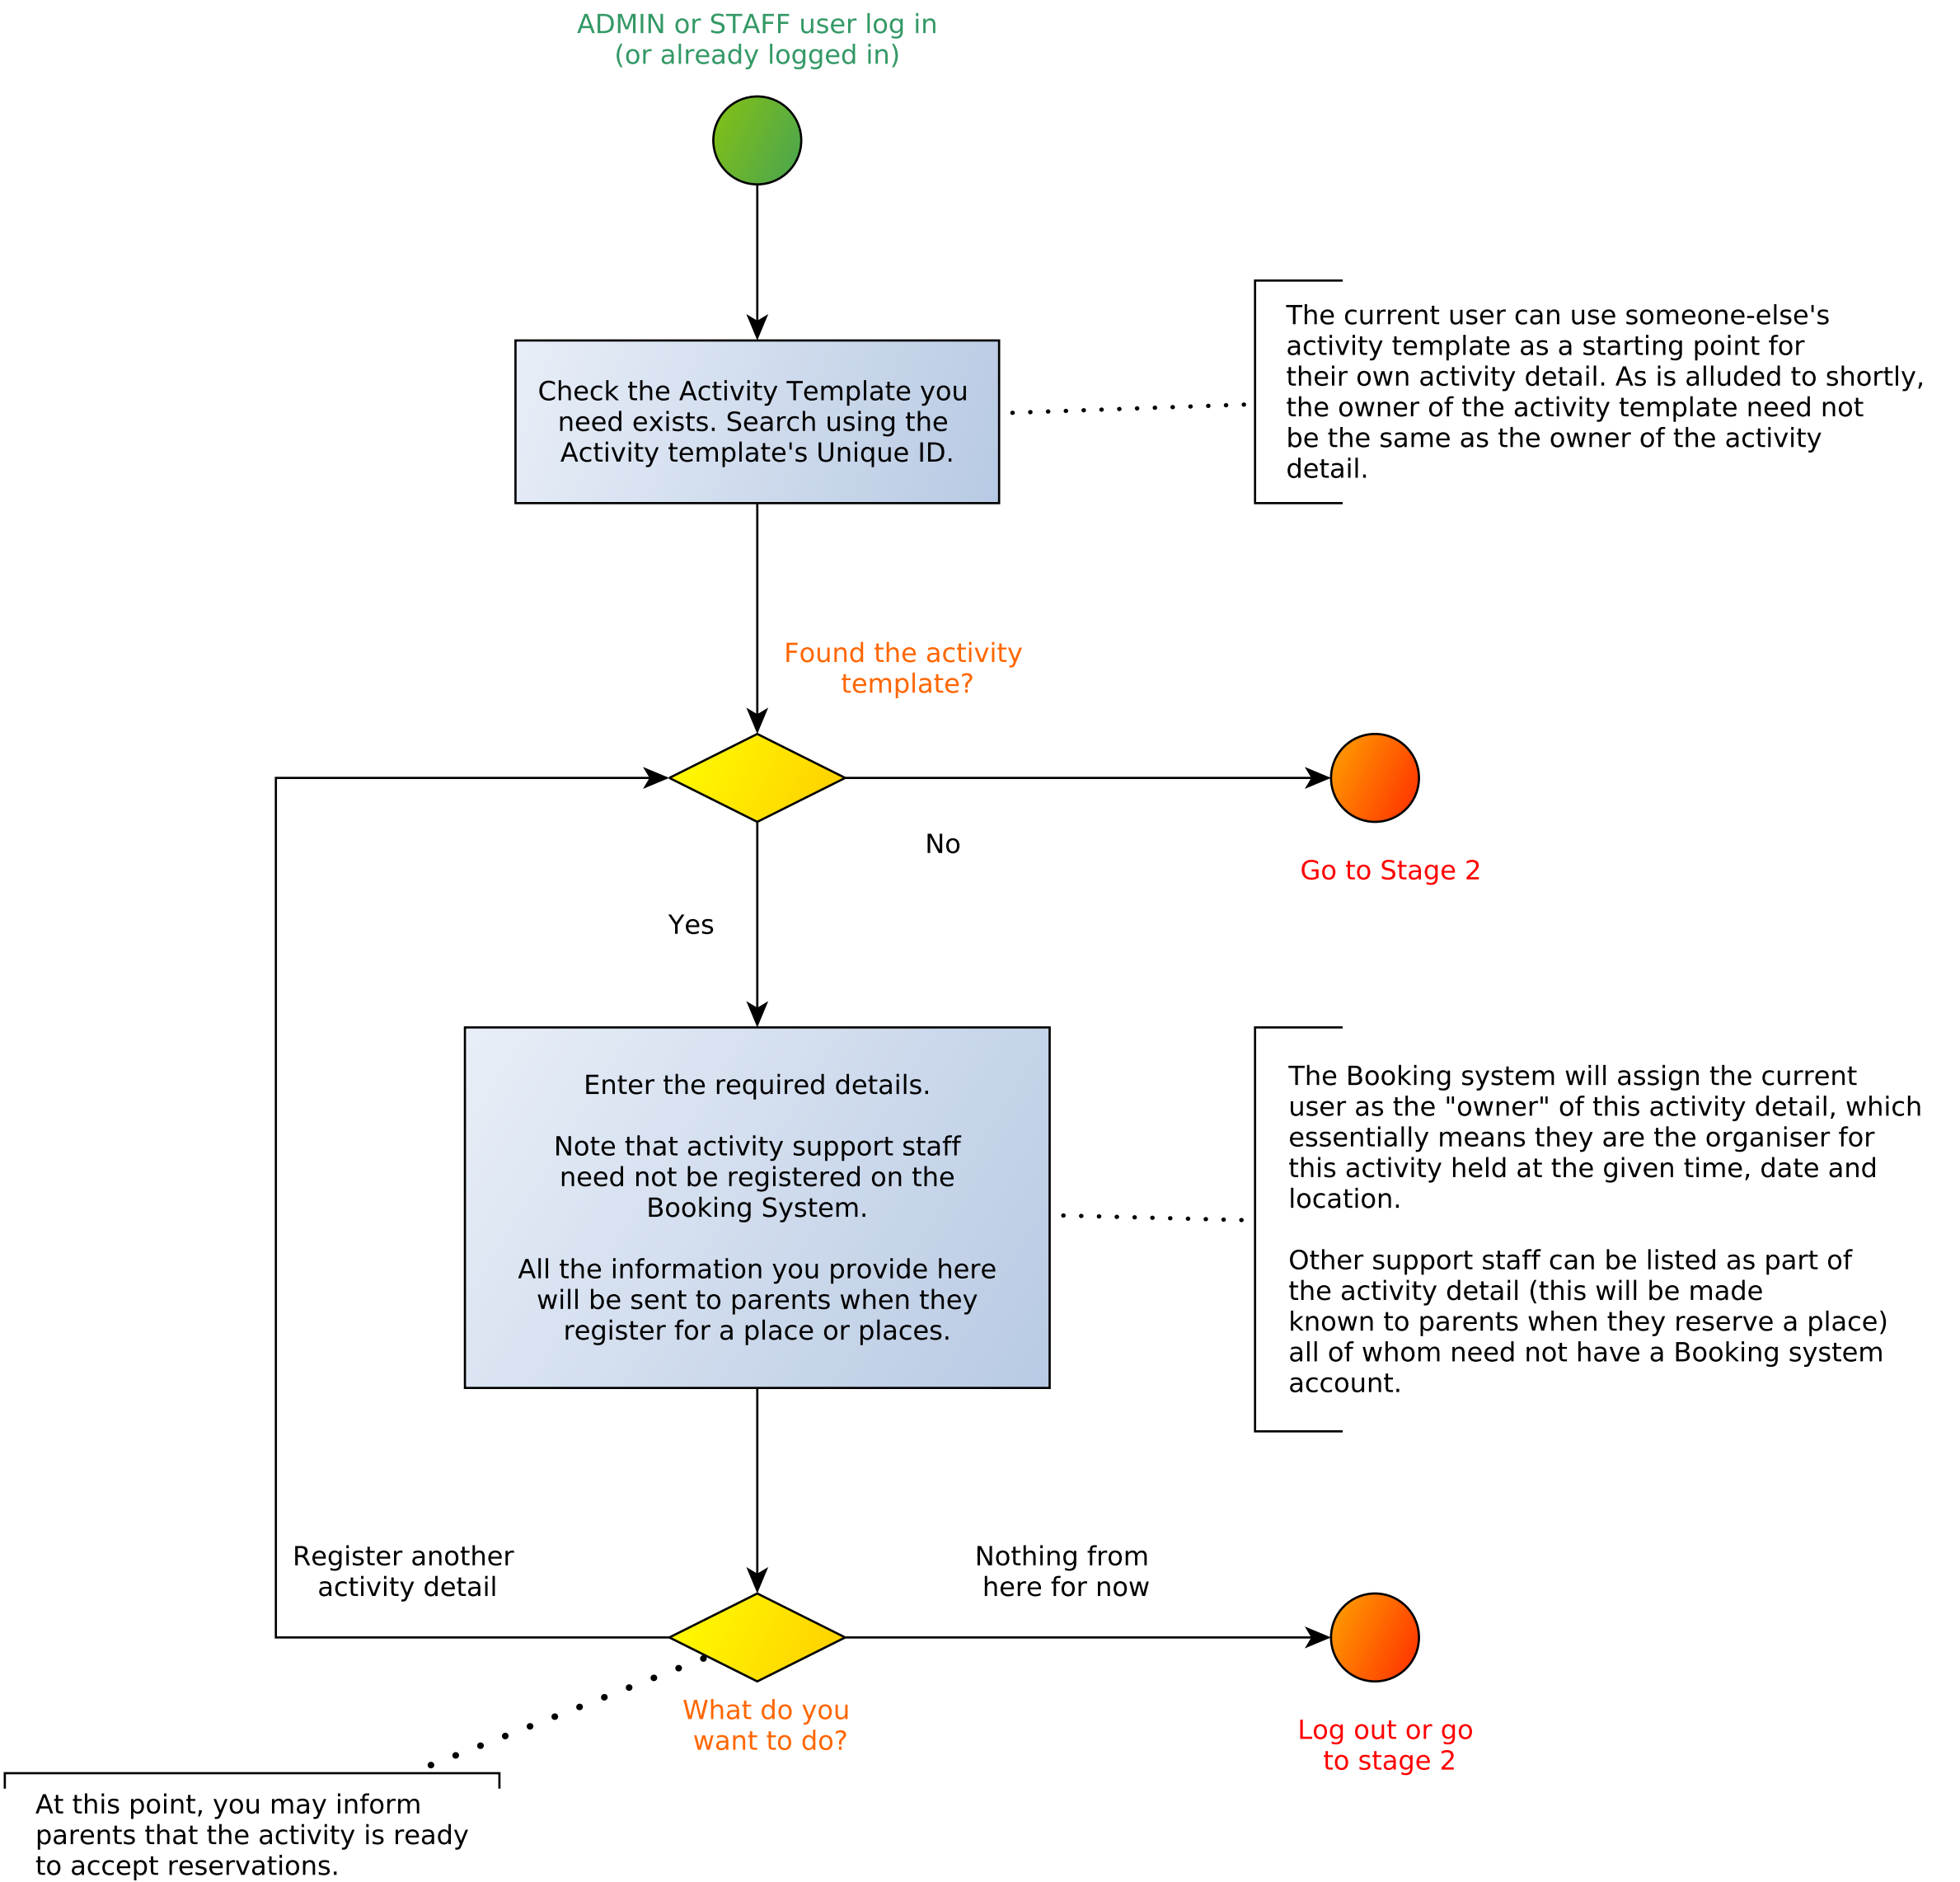 ADMIN or STAFF user log in
(or already logged in)
Check the Activity Template you
need exists. Search using the
Activity template's Unique ID.
The current user can use someone-else's
activity template as a starting point for
their own activity detail. As is alluded to shortly,
the owner of the activity template need not
be the same as the owner of the activity
detail.
Found the activity
template?
No
Go to Stage 2
Yes
Enter the required details.
Note that activity support staff
need not be registered on the
Booking System.
All the information you provide here
will be sent to parents when they
register for a place or places.
The Booking system will assign the current
user as the "owner" of this activity detail, which
essentially means they are the organiser for
this activity held at the given time, date and
location.
Other support staff can be listed as part of
the activity detail (this will be made
known to parents when they reserve a place)
all of whom need not have a Booking system
account.
Register another
activity detail
Nothing from
here for now
What do you
want to do?
Log out or go
to stage 2
At this point, you may inform
parents that the activity is ready
to accept reservations.